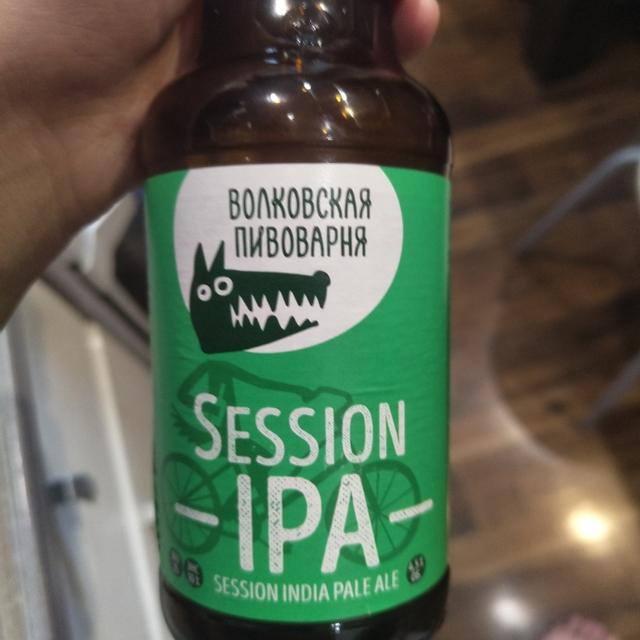 ВОЛКОВСКАЯ
ПИВОВАРНЯ
SESSION
IPA
SESSION INDIA PALE ALE